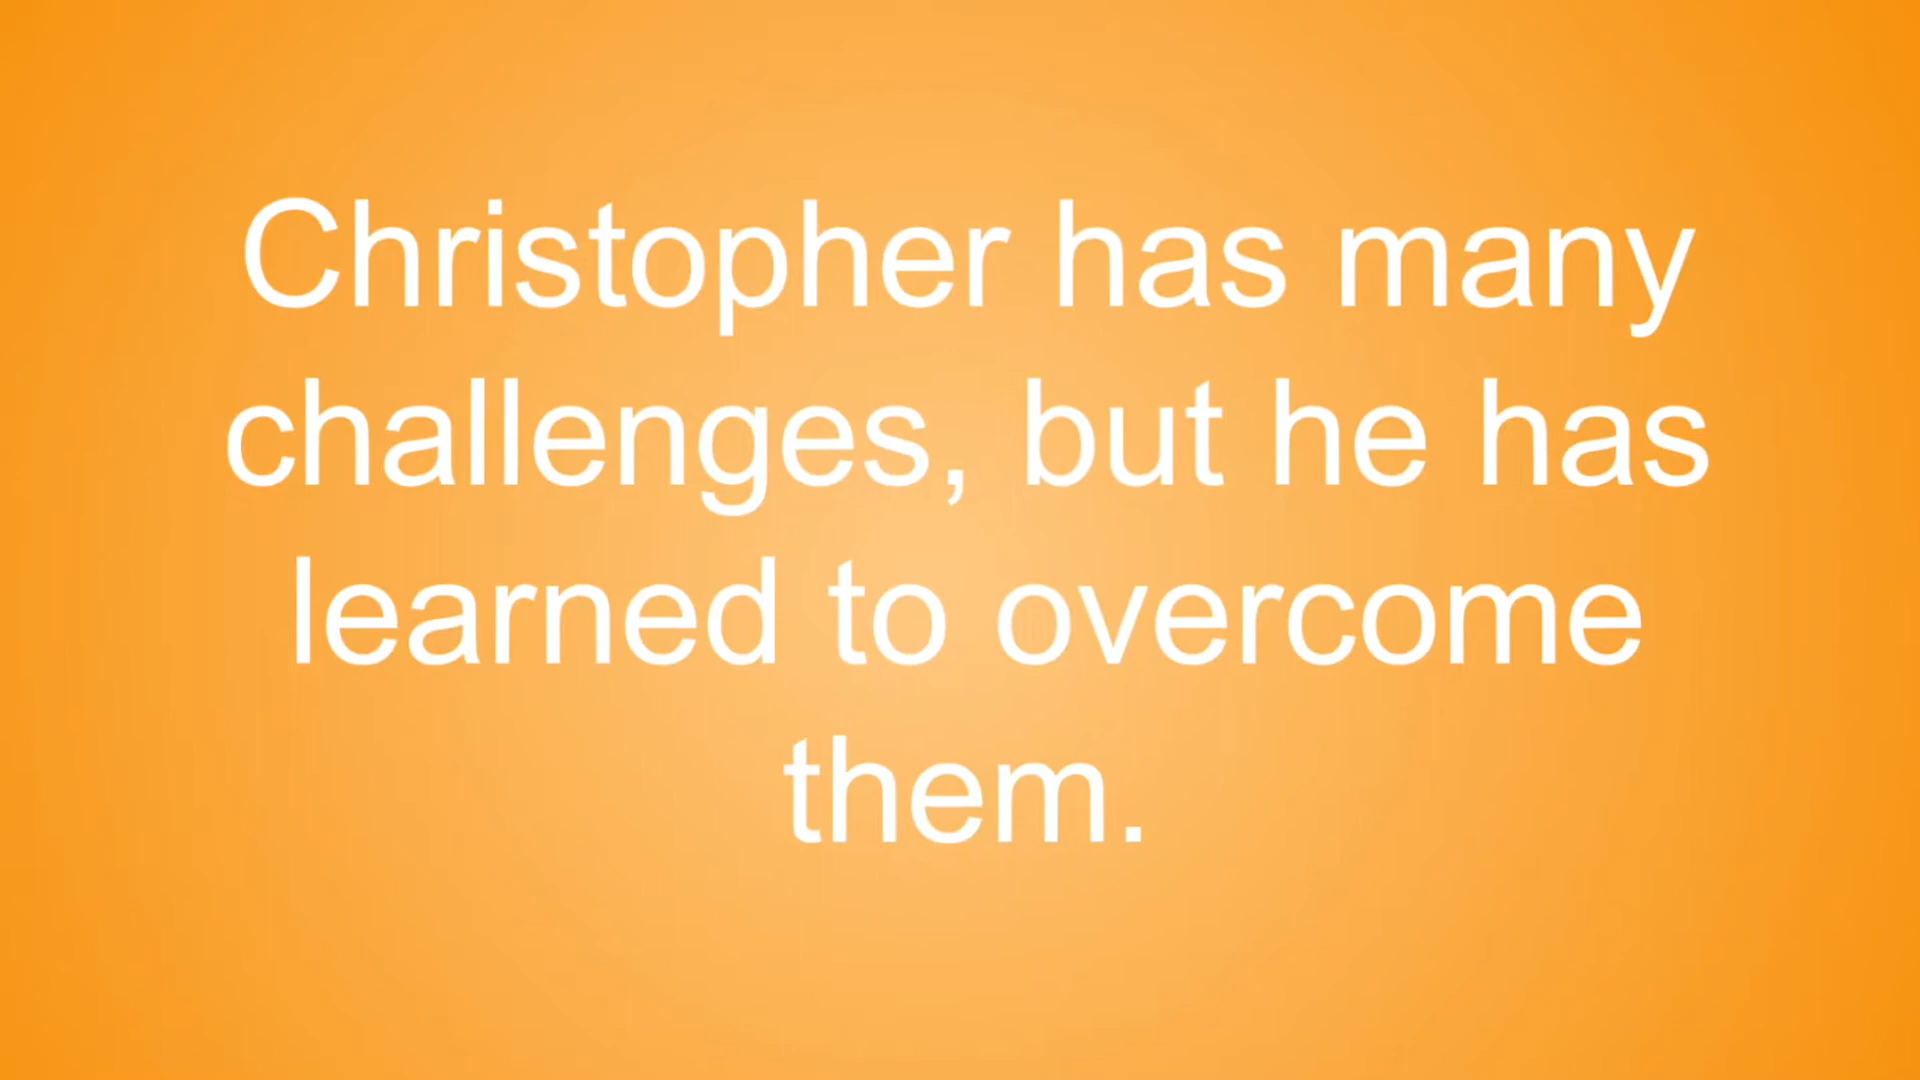 Christopher has many
challenges, but he has
learned to overcome
them.